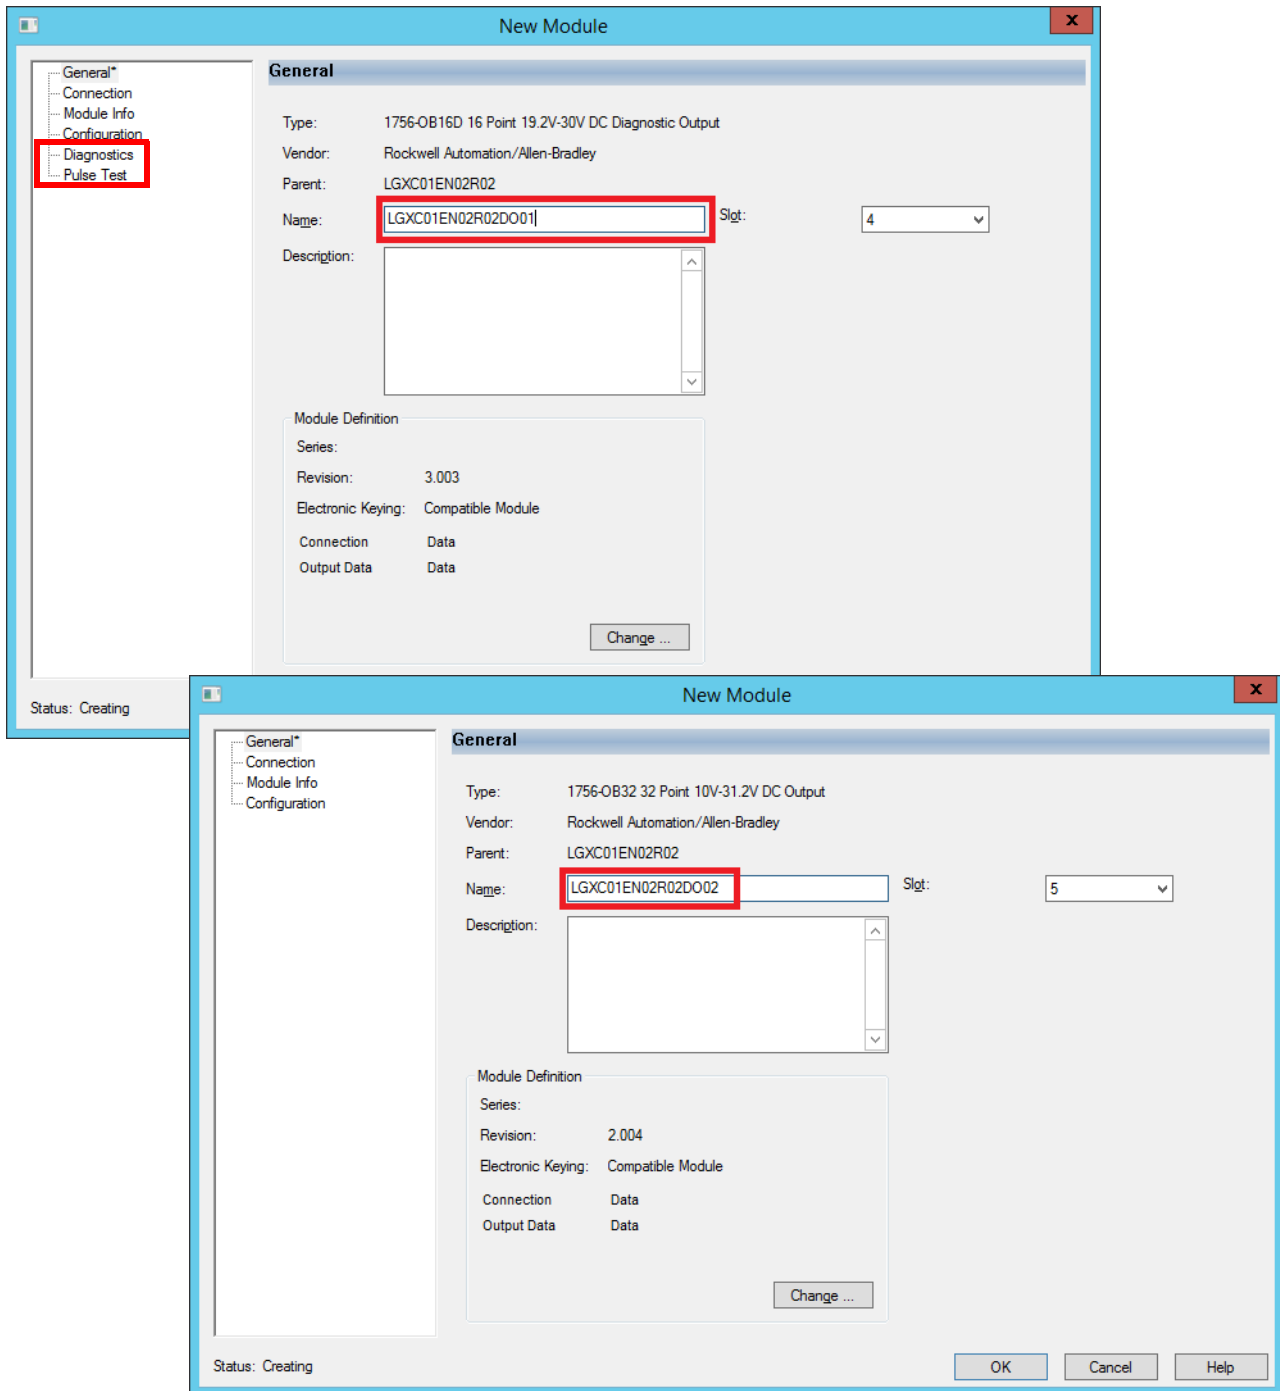 New Module
x
General*
Connection
Module Info
Configuration
Diagnostics
Pulse Test
General
Type: 1756-OB16D 16 Point 19.2V-30V DC Diagnostic Output
Vendor: Rockwell Automation/Allen-Bradley
Parent: LGXC01EN02R02
Name: LGXC01EN02R02DO01 Slot: 4
Description:
Module Definition
Series:
Revision: 3.003
Electronic Keying: Compatible Module
Connection Data
Output Data Data
Change ...
Status: Creating
New Module
x
General*
Connection
Module Info
Configuration
General
Type: 1756-OB32 32 Point 10V-31.2V DC Output
Vendor: Rockwell Automation/Allen-Bradley
Parent: LGXC01EN02R02
Name: LGXC01EN02R02DO02 Slot: 5
Description:
Module Definition
Series:
Revision: 2.004
Electronic Keying: Compatible Module
Connection Data
Output Data Data
Change ...
Status: Creating
OK Cancel Help